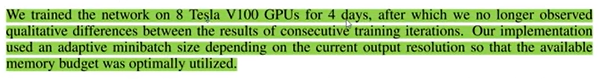 We trained the network on 8 Tesla V100 GPUs for 4 days, after which we no longer observed
qualitative differences between the results of consecutive training iterations. Our implementation
used an adaptive minibatch size depending on the current output resolution so that the available
memory budget was optimally utilized.